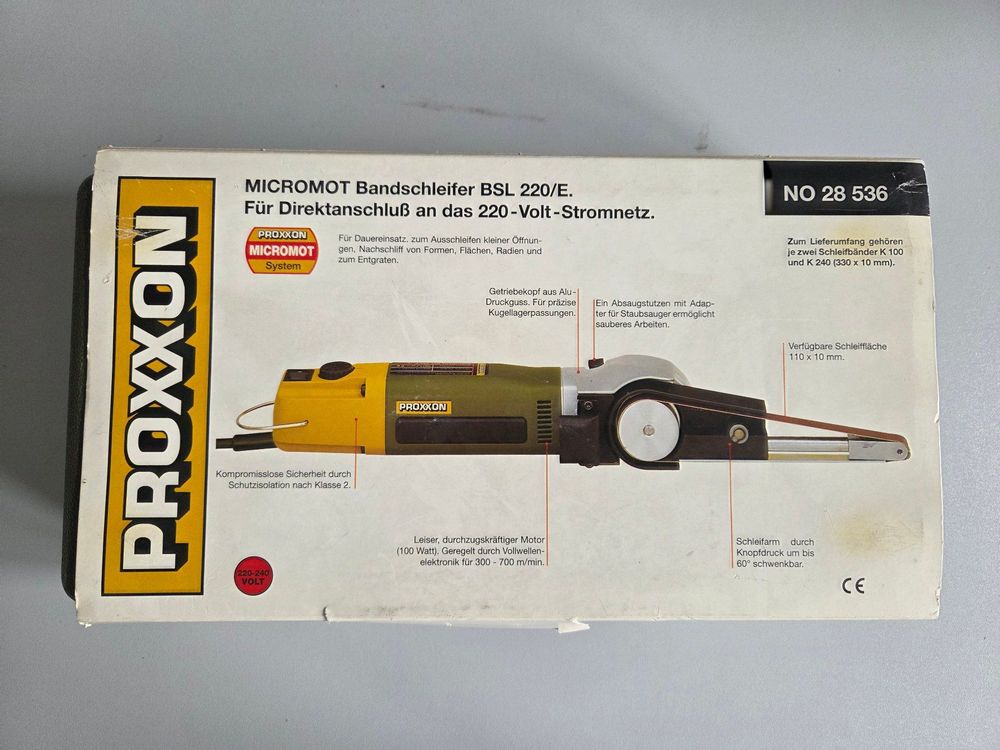 PROXXON
MICROMOT Bandschleifer BSL 220/E.
Für Direktanschluß an das 220-Volt-Stromnetz.
NO 28 536
PROXXON
MICROMOT
System
Für Dauereinsatz. zum Ausschleifen kleiner Öffnun-
gen, Nachschliff von Formen, Flächen, Radien und
zum Entgraten.
Zum Lieferumfang gehören
je zwei Schleifbänder K 100
und K 240 (330 x 10 mm).
Getriebekopf aus Alu-
Druckguss. Für präzise
Kugellagerpassungen.
Ein Absaugstutzen mit Adap-
ter für Staubsauger ermöglicht
sauberes Arbeiten.
Verfügbare Schleiffläche
110 x 10 mm.
PROXXON
Kompromisslose Sicherheit durch
Schutzisolation nach Klasse 2.
Leiser, durchzugskräftiger Motor
(100 Watt). Geregelt durch Vollwellen-
elektronik für 300 - 700 m/min.
Schleifarm durch
Knopfdruck um bis
60° schwenkbar.
220-240
VOLT
CE